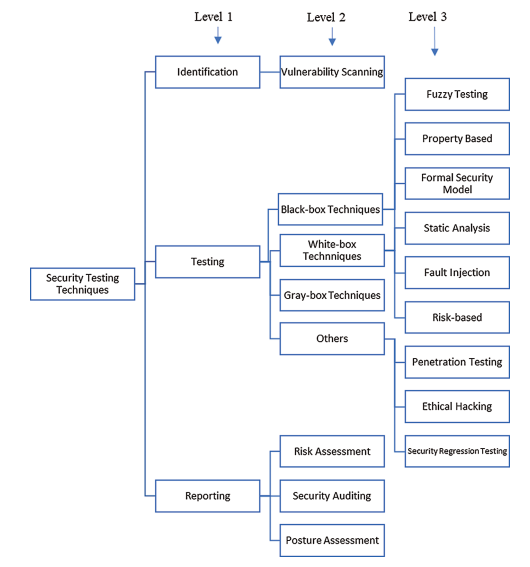 Level 1
Level 2
Level 3
Identification
Vulnerability Scanning
Fuzzy Testing
Property Based
Formal Security
Model
Black-box Techniques
Static Analysis
White-box
Technniques
Testing
Fault Injection
Security Testing
Techniques
Gray-box Techniques
Risk-based
Others
Penetration Testing
Ethical Hacking
Risk Assessment
Security Regression Testing
Reporting
Security Auditing
Posture Assessment